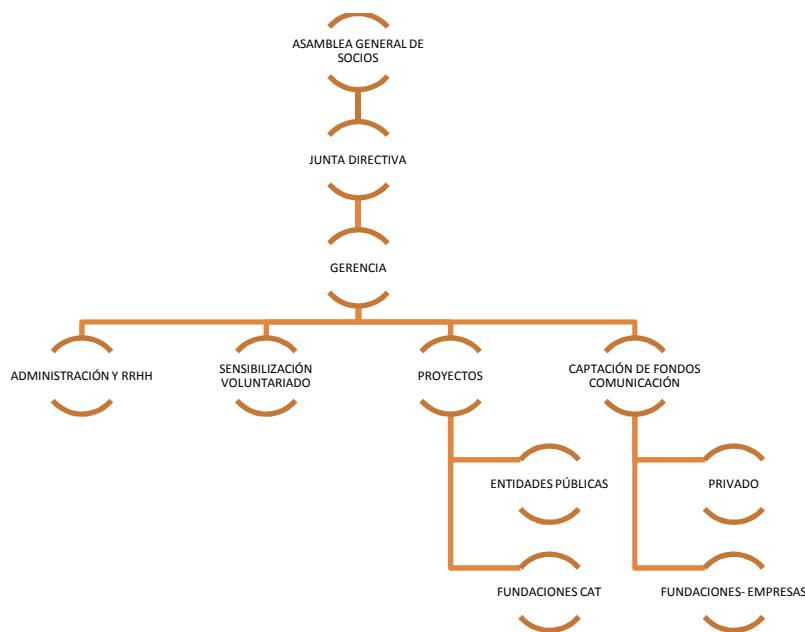 ASAMBLEA GENERAL DE
SOCIOS
JUNTA DIRECTIVA
GERENCIA
ADMINISTRACIÓN Y RRHH
SENSIBILIZACIÓN
VOLUNTARIADO
PROYECTOS
CAPTACIÓN DE FONDOS
COMUNICACIÓN
ENTIDADES PÚBLICAS
PRIVADO
FUNDACIONES CAT
FUNDACIONES- EMPRESAS